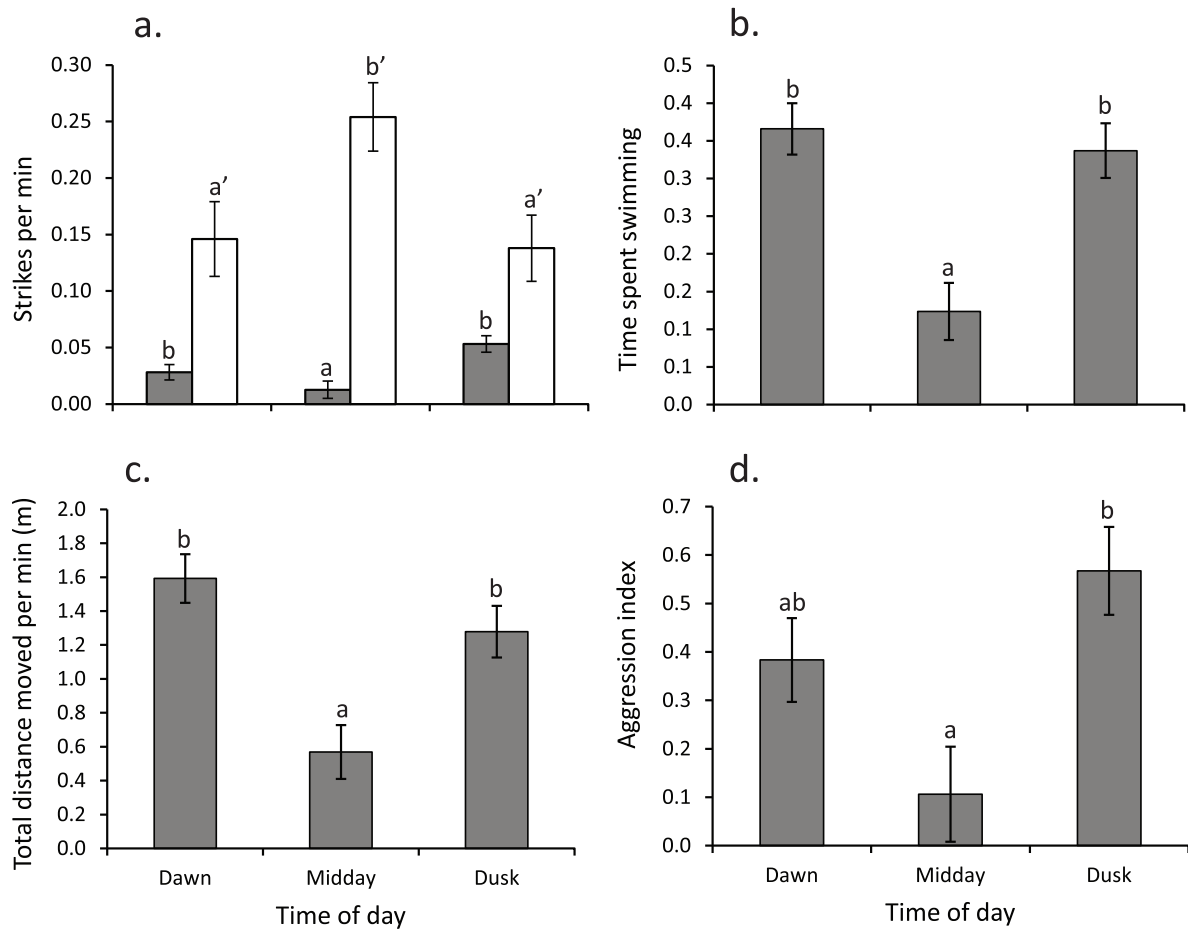 a.
Strikes per min
0.30
0.25
0.20
0.15
0.10
0.05
0.00
b
a’
a
b’
b
a’
b.
Time spent swimming
0.5
0.4
0.4
0.3
0.3
0.2
0.2
0.1
0.1
0.0
b
a
b
c.
Total distance moved per min (m)
2.0
1.8
1.6
1.4
1.2
1.0
0.8
0.6
0.4
0.2
0.0
b
a
b
Dawn Midday Dusk
Time of day
d.
Aggression index
0.7
0.6
0.5
0.4
0.3
0.2
0.1
0.0
ab
a
b
Dawn Midday Dusk
Time of day